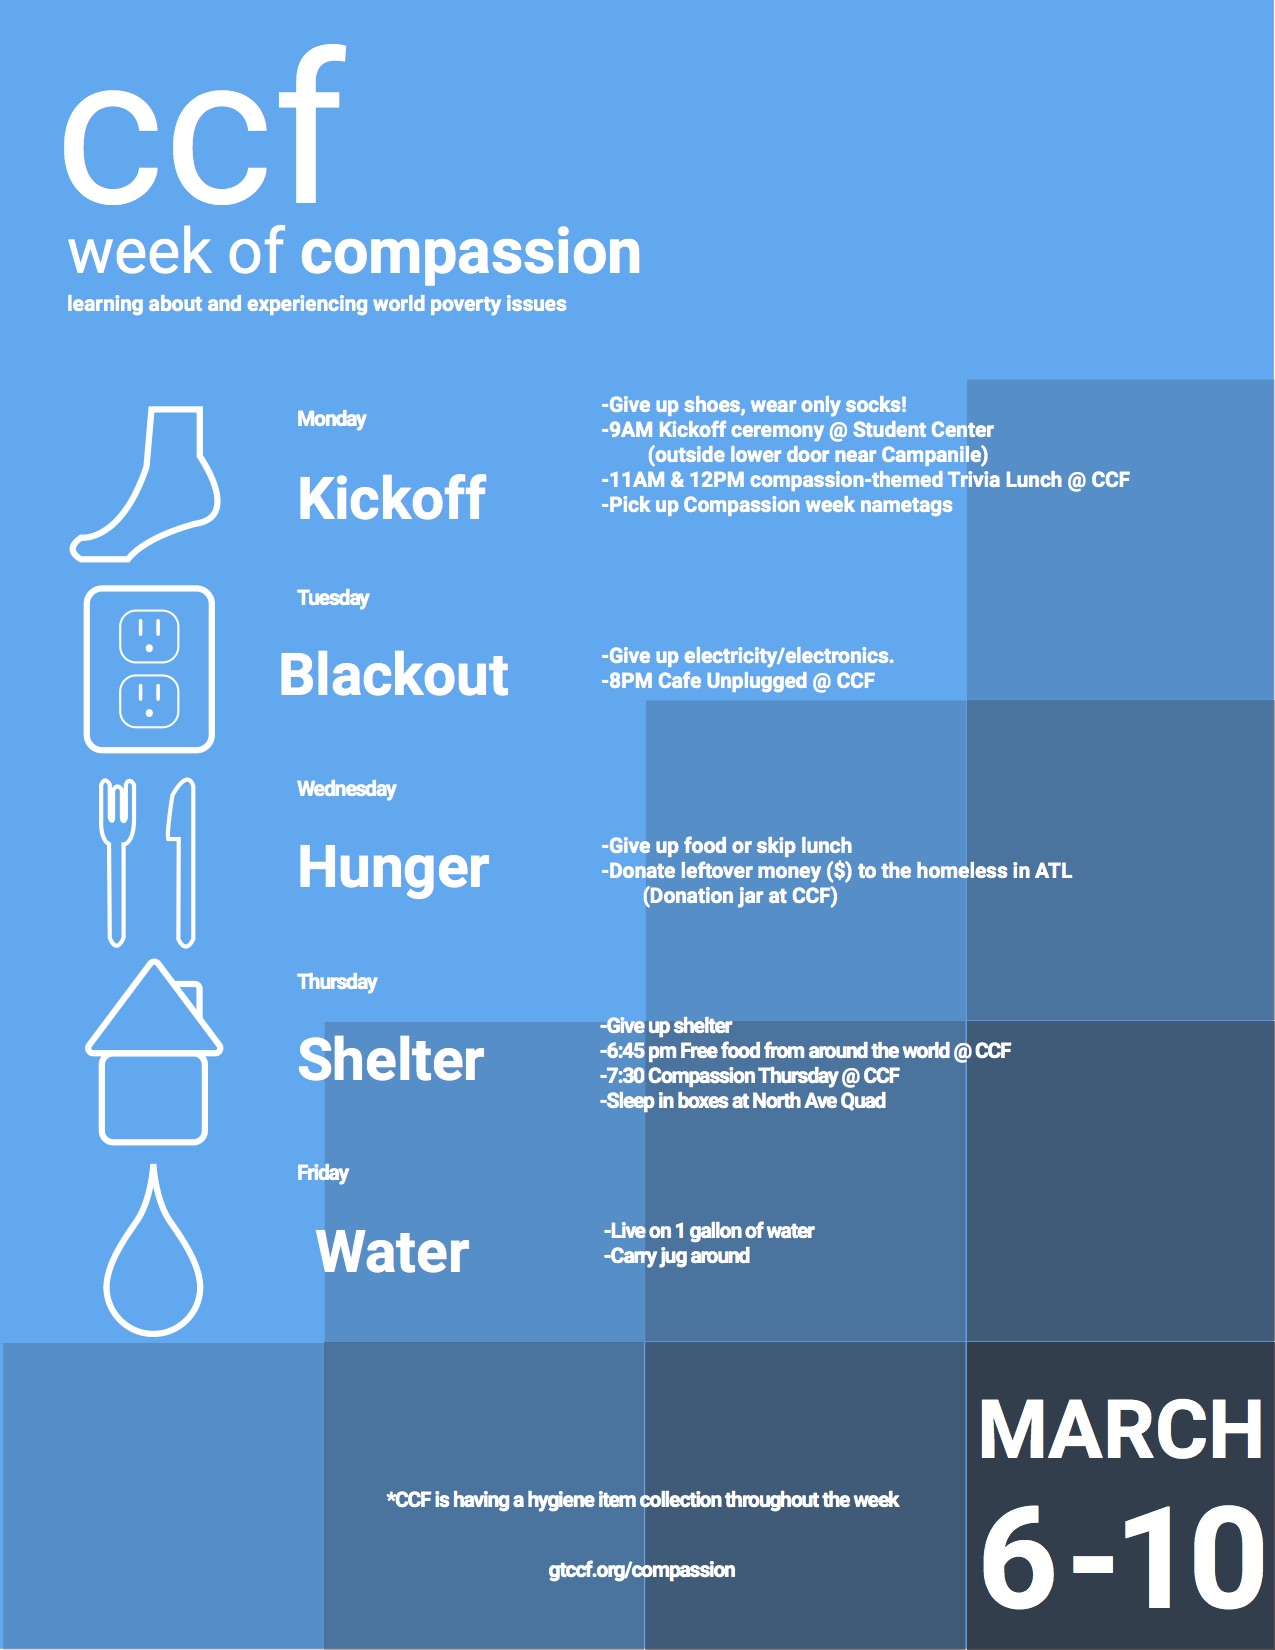 ccf
week of compassion
learning about and experiencing world poverty issues
Monday
Kickoff
-Give up shoes, wear only socks!
-9AM Kickoff ceremony @ Student Center
(outside lower door near Campanile)
-11AM & 12PM compassion-themed Trivia Lunch @ CCF
-Pick up Compassion week nametags
Tuesday
Blackout
-Give up electricity/electronics.
-8PM Cafe Unplugged @ CCF
Wednesday
Hunger
-Give up food or skip lunch
-Donate leftover money ($) to the homeless in ATL
(Donation jar at CCF)
Thursday
Shelter
-Give up shelter
-6:45 pm Free food from around the world @ CCF
-7:30 Compassion Thursday @ CCF
-Sleep in boxes at North Ave Quad
Friday
Water
-Live on 1 gallon of water
-Carry jug around
*CCF is having a hygiene item collection throughout the week
gtccf.org/compassion
MARCH
6-10